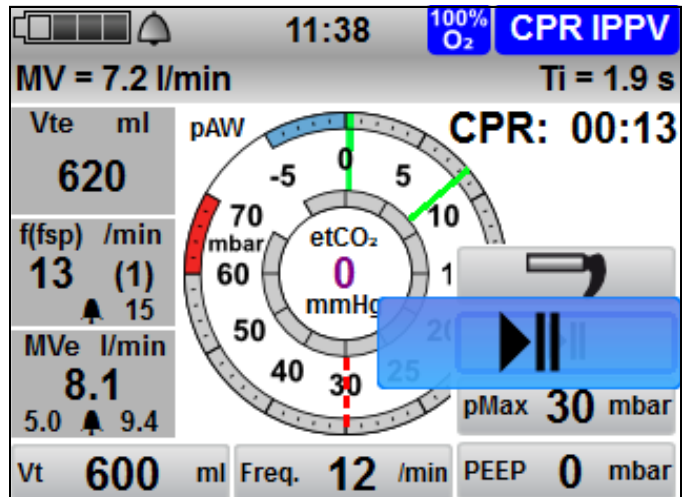 11:38
100% O₂
CPR IPPV
MV = 7.2 l/min
Ti = 1.9 s
Vte ml
620
pAW
CPR: 00:13
-5 0 5
f(fsp) /min
13 (1)
15
70 10
mbar
etCO₂
60
0
mmHg
MVe l/min
8.1
5.0 9.4
50 40 30 25
pMax 30 mbar
Vt 600 ml
Freq. 12 /min
PEEP 0 mbar